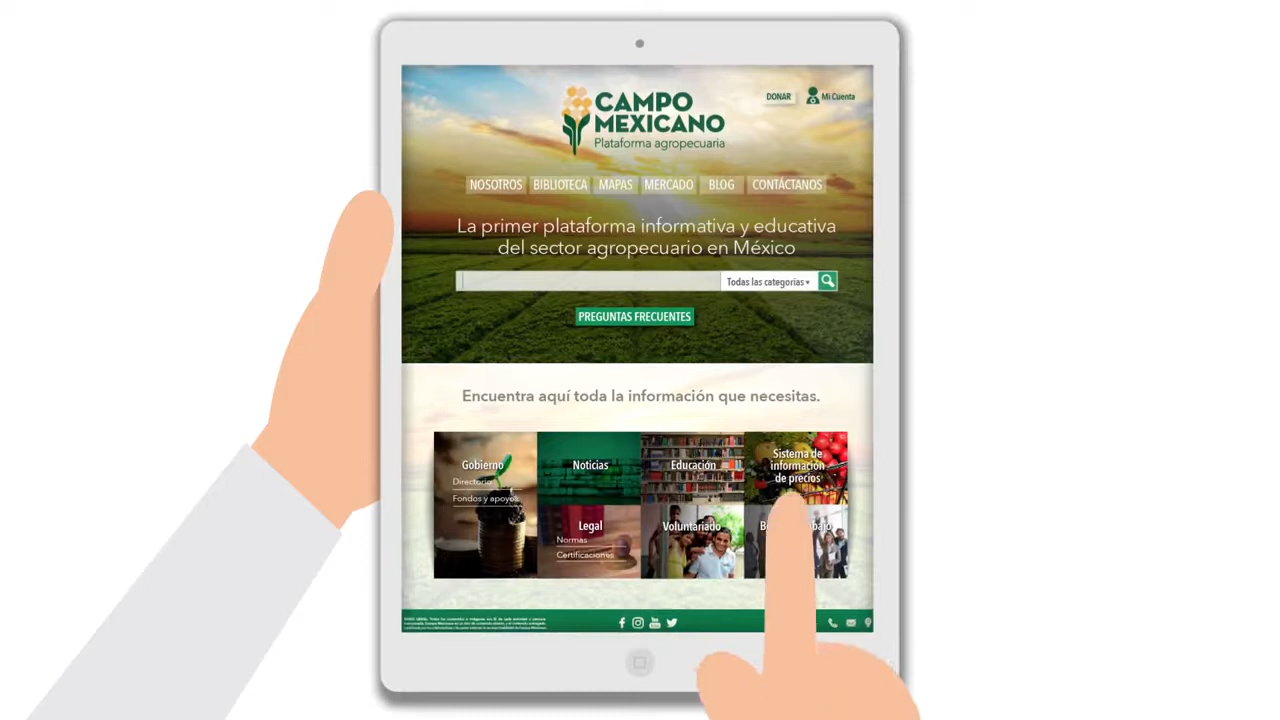 CAMPO
MEXICANO
Plataforma agropecuaria
DONAR
Mi Cuenta
NOSOTROS BIBLIOTECA MAPAS MERCADO BLOG CONTÁCTANOS
La primer plataforma informativa y educativa
del sector agropecuario en México
Todas las categorías
PREGUNTAS FRECUENTES
Encuentra aquí toda la información que necesitas.
Gobierno
Directorio
Fondos y apoyos
Noticias
Educación
Sistema de
información
de precios
Legal
Normas
Certificaciones
Voluntariado